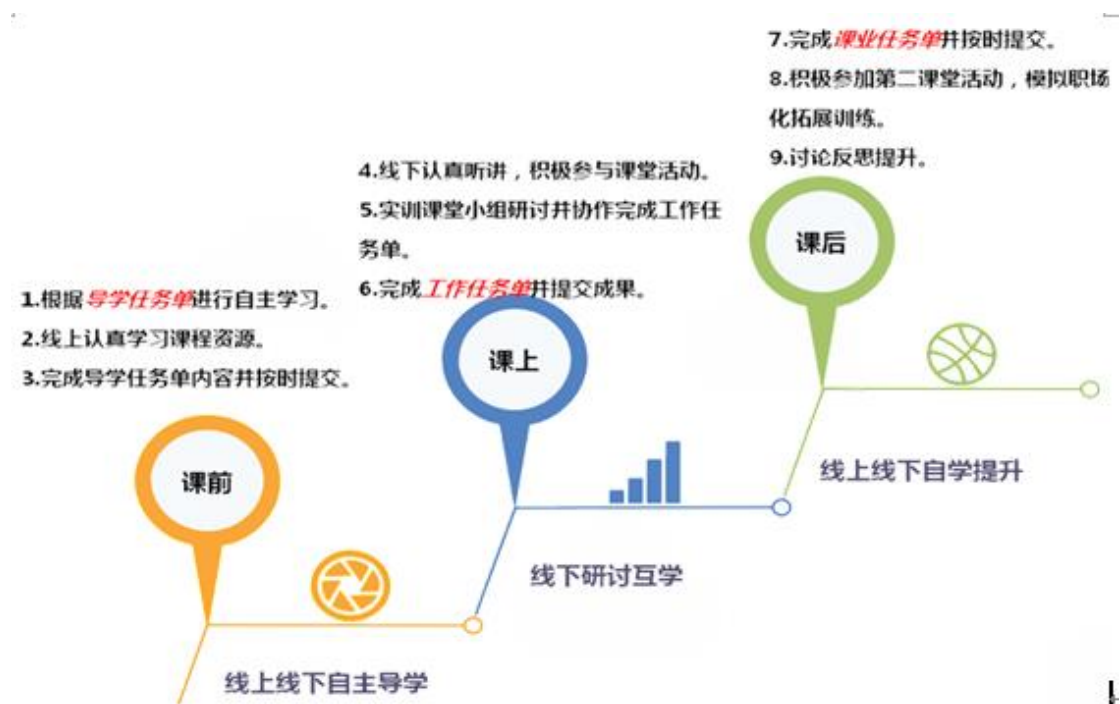 7.完成课业任务单并按时提交。
8.积极参加第二课堂活动，模拟职场
化拓展训练。
9.讨论反思提升。
课后
线上线下自学提升
4.线下认真听讲，积极参与课堂活动。
5.实训课堂小组研讨并协作完成工作任
务单。
6.完成工作任务单并提交成果。
课上
线下研讨互学
1.根据导学任务单进行自主学习。
2.线上认真学习课程资源。
3.完成导学任务单内容并按时提交。
课前
线上线下自主导学